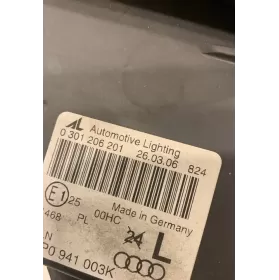 AL Automotive Lighting
0 301 206 201 26.03.06 824
Made in Germany
E1 25 00HC 24 L
468 PL
P0 941 003K